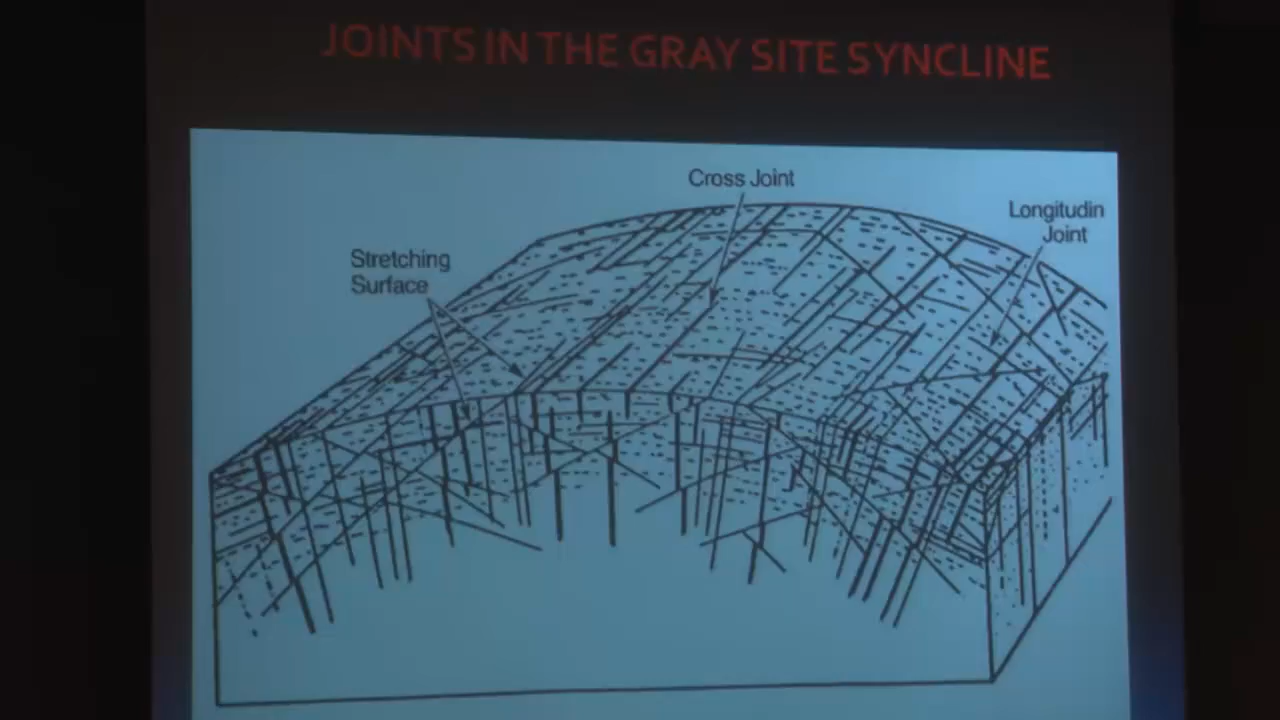 JOINTS IN THE GRAY SITE SYNCLINE
Cross Joint
Longitudin
Joint
Stretching
Surface